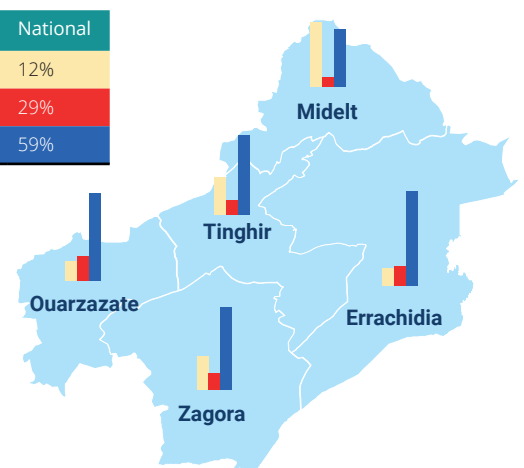 National
12%
29%
59%
Midelt
Tinghir
Ouarzazate
Errachidia
Zagora